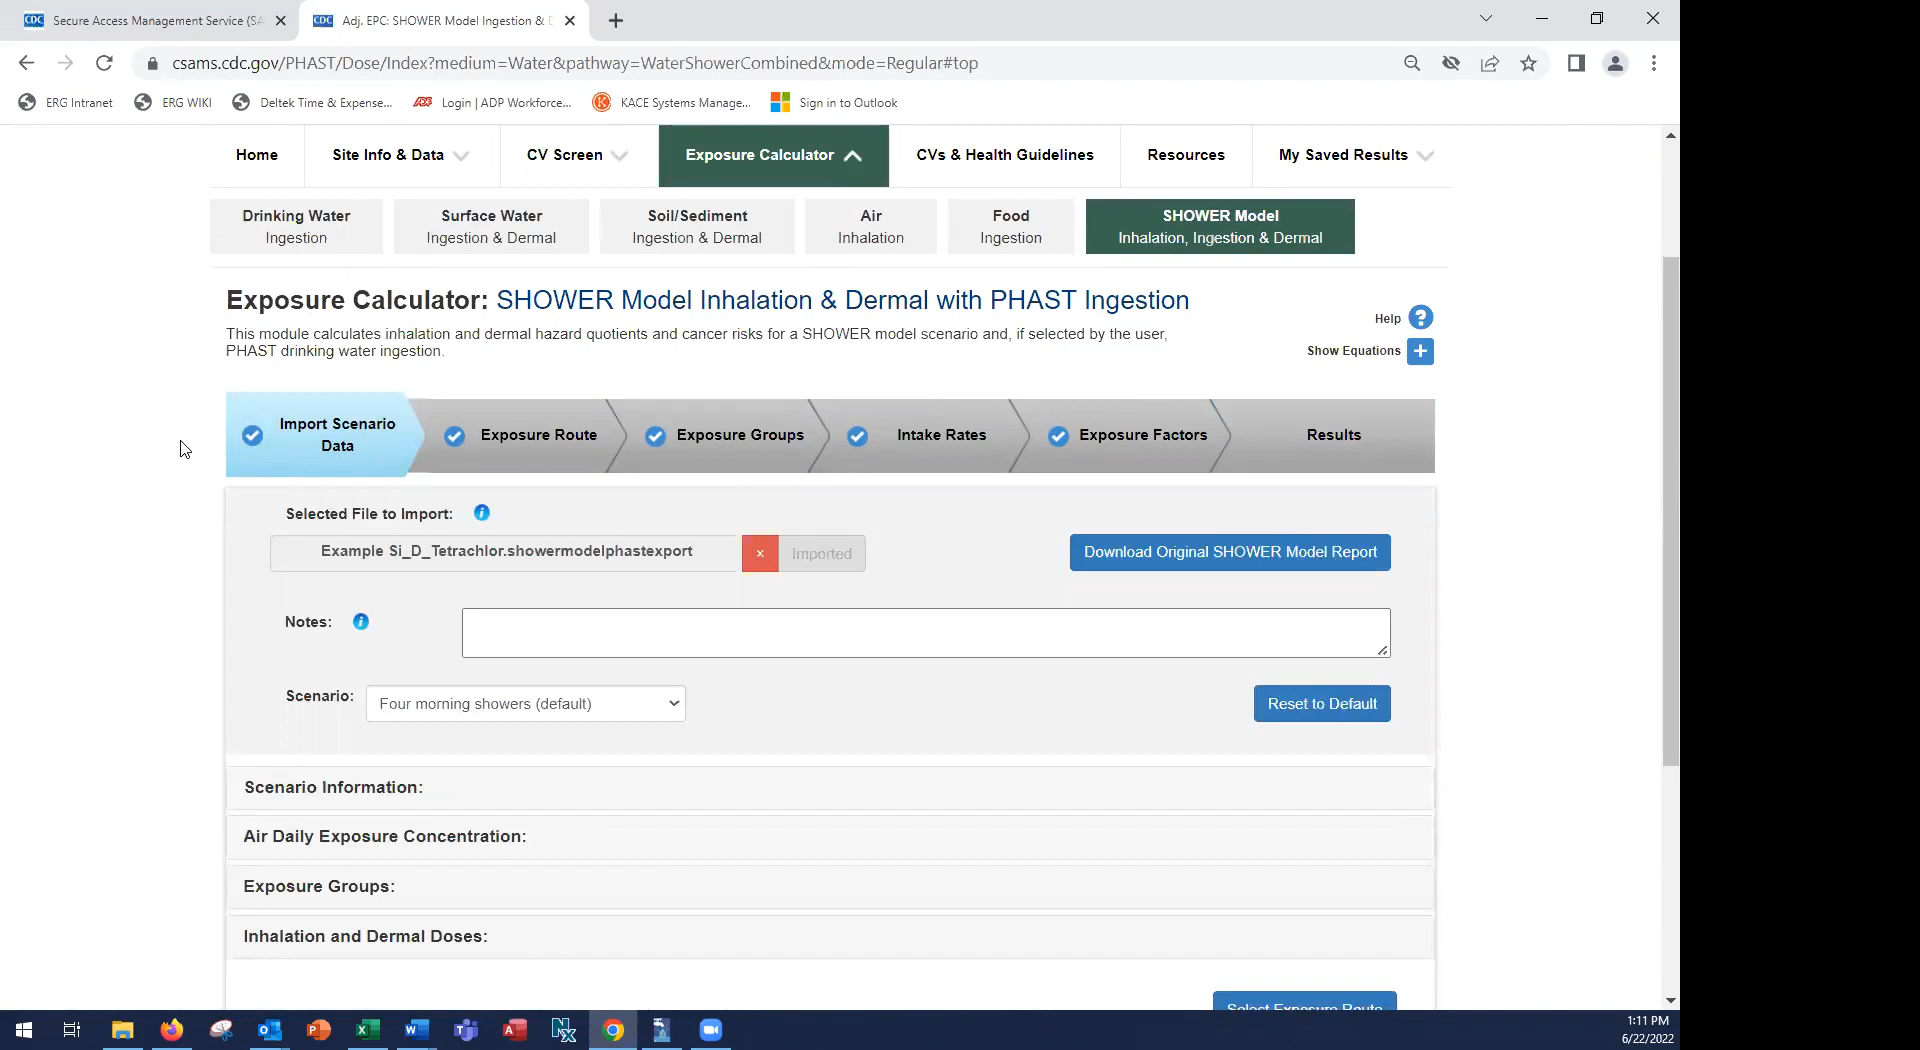 CDC Secure Access Management Service (SA
CDC Adj. EPC: SHOWER Model Ingestion &
csams.cdc.gov/PHAST/Dose/Index?medium=Water&pathway=WaterShowerCombined&mode=Regular#top
ERG Intranet ERG WIKI Deltek Time & Expense... Login | ADP Workforce... KACE Systems Manage... Sign in to Outlook
Home Site Info & Data CV Screen Exposure Calculator CVs & Health Guidelines Resources My Saved Results
Drinking Water Surface Water Soil/Sediment Air Food SHOWER Model
Ingestion Ingestion & Dermal Ingestion & Dermal Inhalation Ingestion Inhalation, Ingestion & Dermal
Exposure Calculator: SHOWER Model Inhalation & Dermal with PHAST Ingestion
Help ?
This module calculates inhalation and dermal hazard quotients and cancer risks for a SHOWER model scenario and, if selected by the user,
PHAST drinking water ingestion.
Show Equations +
Import Scenario
Data
Exposure Route Exposure Groups Intake Rates Exposure Factors Results
Selected File to Import: i
Example Si_D_Tetrachlor.showermodelphastexport × Imported Download Original SHOWER Model Report
Notes: i
Scenario: Four morning showers (default) Reset to Default
Scenario Information:
Air Daily Exposure Concentration:
Exposure Groups:
Inhalation and Dermal Doses:
Select Exposure Route
1:11 PM
6/22/2022